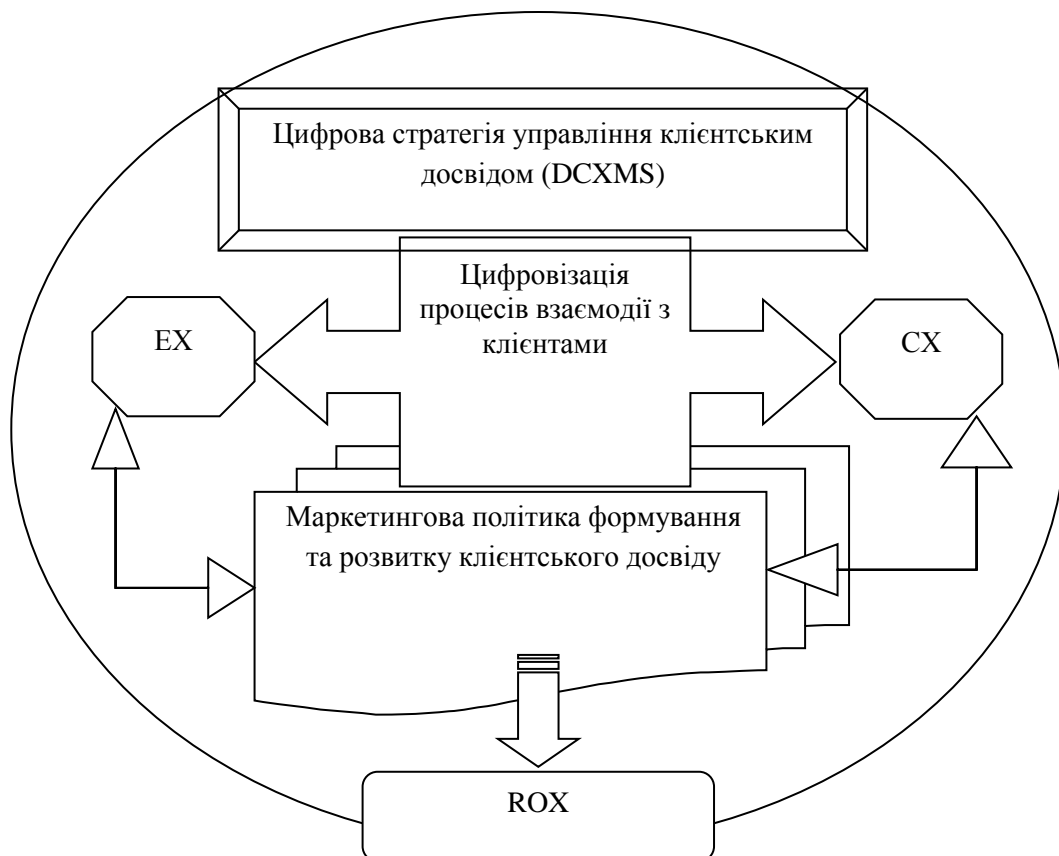 Цифрова стратегія управління клієнтським
досвідом (DCXMS)
Цифровізація
процесів взаємодії з
клієнтами
EX
CX
Маркетингова політика формування
та розвитку клієнтського досвіду
ROX